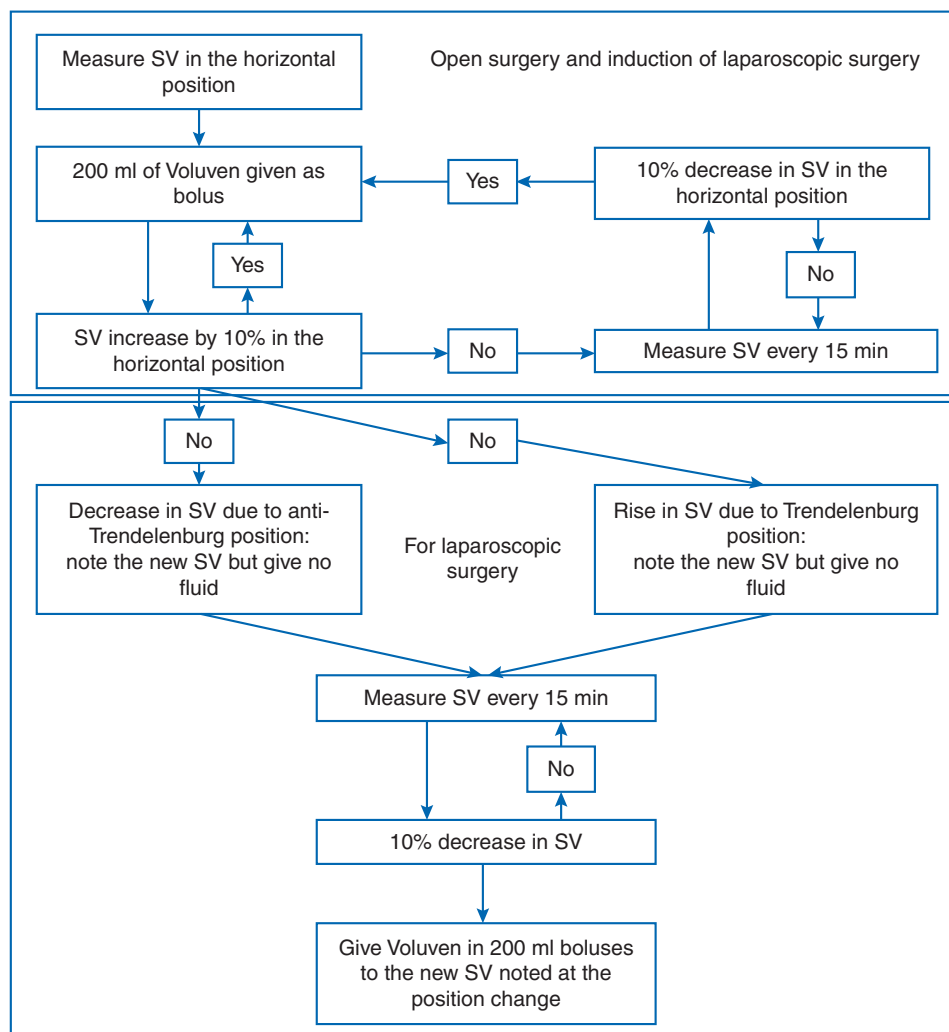 Measure SV in the horizontal
position
Open surgery and induction of laparoscopic surgery
200 ml of Voluven given as
bolus
Yes
10% decrease in SV in the
horizontal position
Yes
No
SV increase by 10% in the
horizontal position
No
Measure SV every 15 min
No
No
Decrease in SV due to anti-
Trendelenburg position:
note the new SV but give no
fluid
For laparoscopic
surgery
Rise in SV due to Trendelenburg
position:
note the new SV but give no
fluid
Measure SV every 15 min
No
10% decrease in SV
Give Voluven in 200 ml boluses
to the new SV noted at the
position change